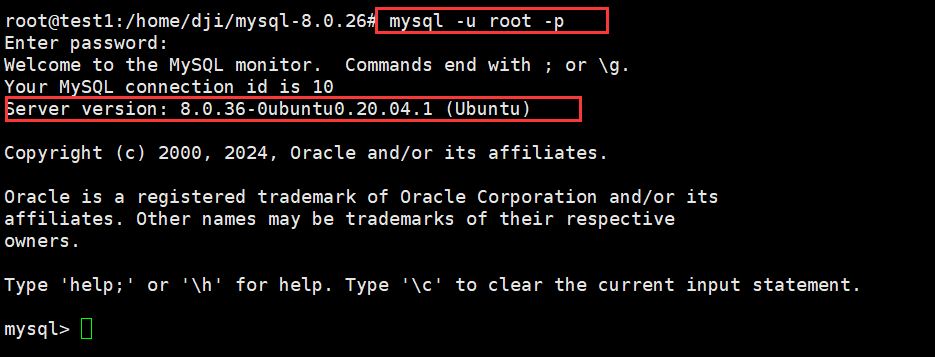 root@test1:/home/dji/mysql-8.0.26# mysql -u root -p
Enter password:
Welcome to the MySQL monitor.  Commands end with ; or \g.
Your MySQL connection id is 10
Server version: 8.0.36-0ubuntu0.20.04.1 (Ubuntu)
Copyright (c) 2000, 2024, Oracle and/or its affiliates.
Oracle is a registered trademark of Oracle Corporation and/or its
affiliates. Other names may be trademarks of their respective
owners.
Type 'help;' or '\h' for help. Type '\c' to clear the current input statement.
mysql>